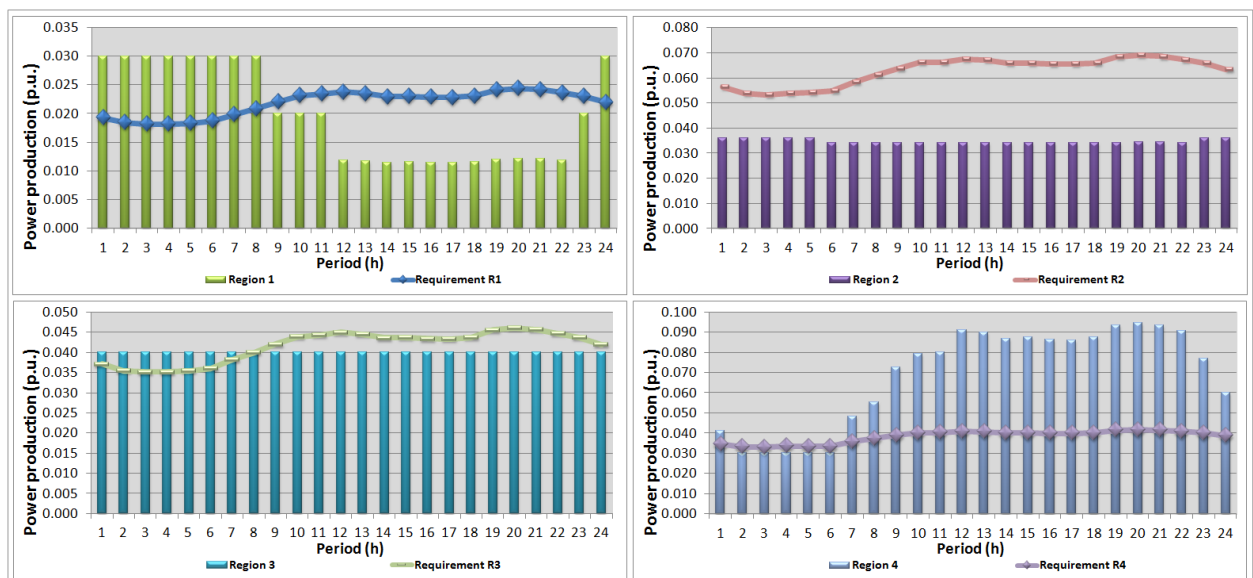 Power production (p.u.)
0.035
0.030
0.025
0.020
0.015
0.010
0.005
0.000
1 2 3 4 5 6 7 8 9 10 11 12 13 14 15 16 17 18 19 20 21 22 23 24
Period (h)
Region 1 Requirement R1
Power production (p.u.)
0.080
0.070
0.060
0.050
0.040
0.030
0.020
0.010
0.000
1 2 3 4 5 6 7 8 9 10 11 12 13 14 15 16 17 18 19 20 21 22 23 24
Period (h)
Region 2 Requirement R2
Power production (p.u.)
0.050
0.045
0.040
0.035
0.030
0.025
0.020
0.015
0.010
0.005
0.000
1 2 3 4 5 6 7 8 9 10 11 12 13 14 15 16 17 18 19 20 21 22 23 24
Period (h)
Region 3 Requirement R3
Power production (p.u.)
0.100
0.090
0.080
0.070
0.060
0.050
0.040
0.030
0.020
0.010
0.000
1 2 3 4 5 6 7 8 9 10 11 12 13 14 15 16 17 18 19 20 21 22 23 24
Period (h)
Region 4 Requirement R4